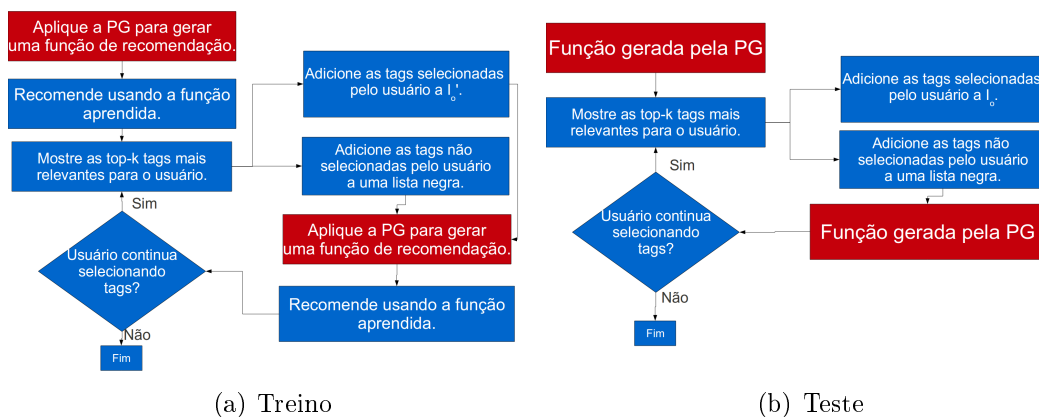 Aplique a PG para gerar
uma função de recomendação.
Recomende usando a função
aprendida.
Mostre as top-k tags mais
relevantes para o usuário.
Sim
Usuário continua
selecionando
tags?
Não
Fim
Adicione as tags selecionadas
pelo usuário a Io'.
Adicione as tags não
selecionadas pelo usuário
a uma lista negra.
Aplique a PG para gerar
uma função de recomendação.
Recomende usando a função
aprendida.
(a) Treino
Função gerada pela PG
Mostre as top-k tags mais
relevantes para o usuário.
Sim
Usuário continua
selecionando
tags?
Não
Fim
Adicione as tags selecionadas
pelo usuário a Io.
Adicione as tags não
selecionadas pelo usuário
a uma lista negra.
Função gerada pela PG
(b) Teste